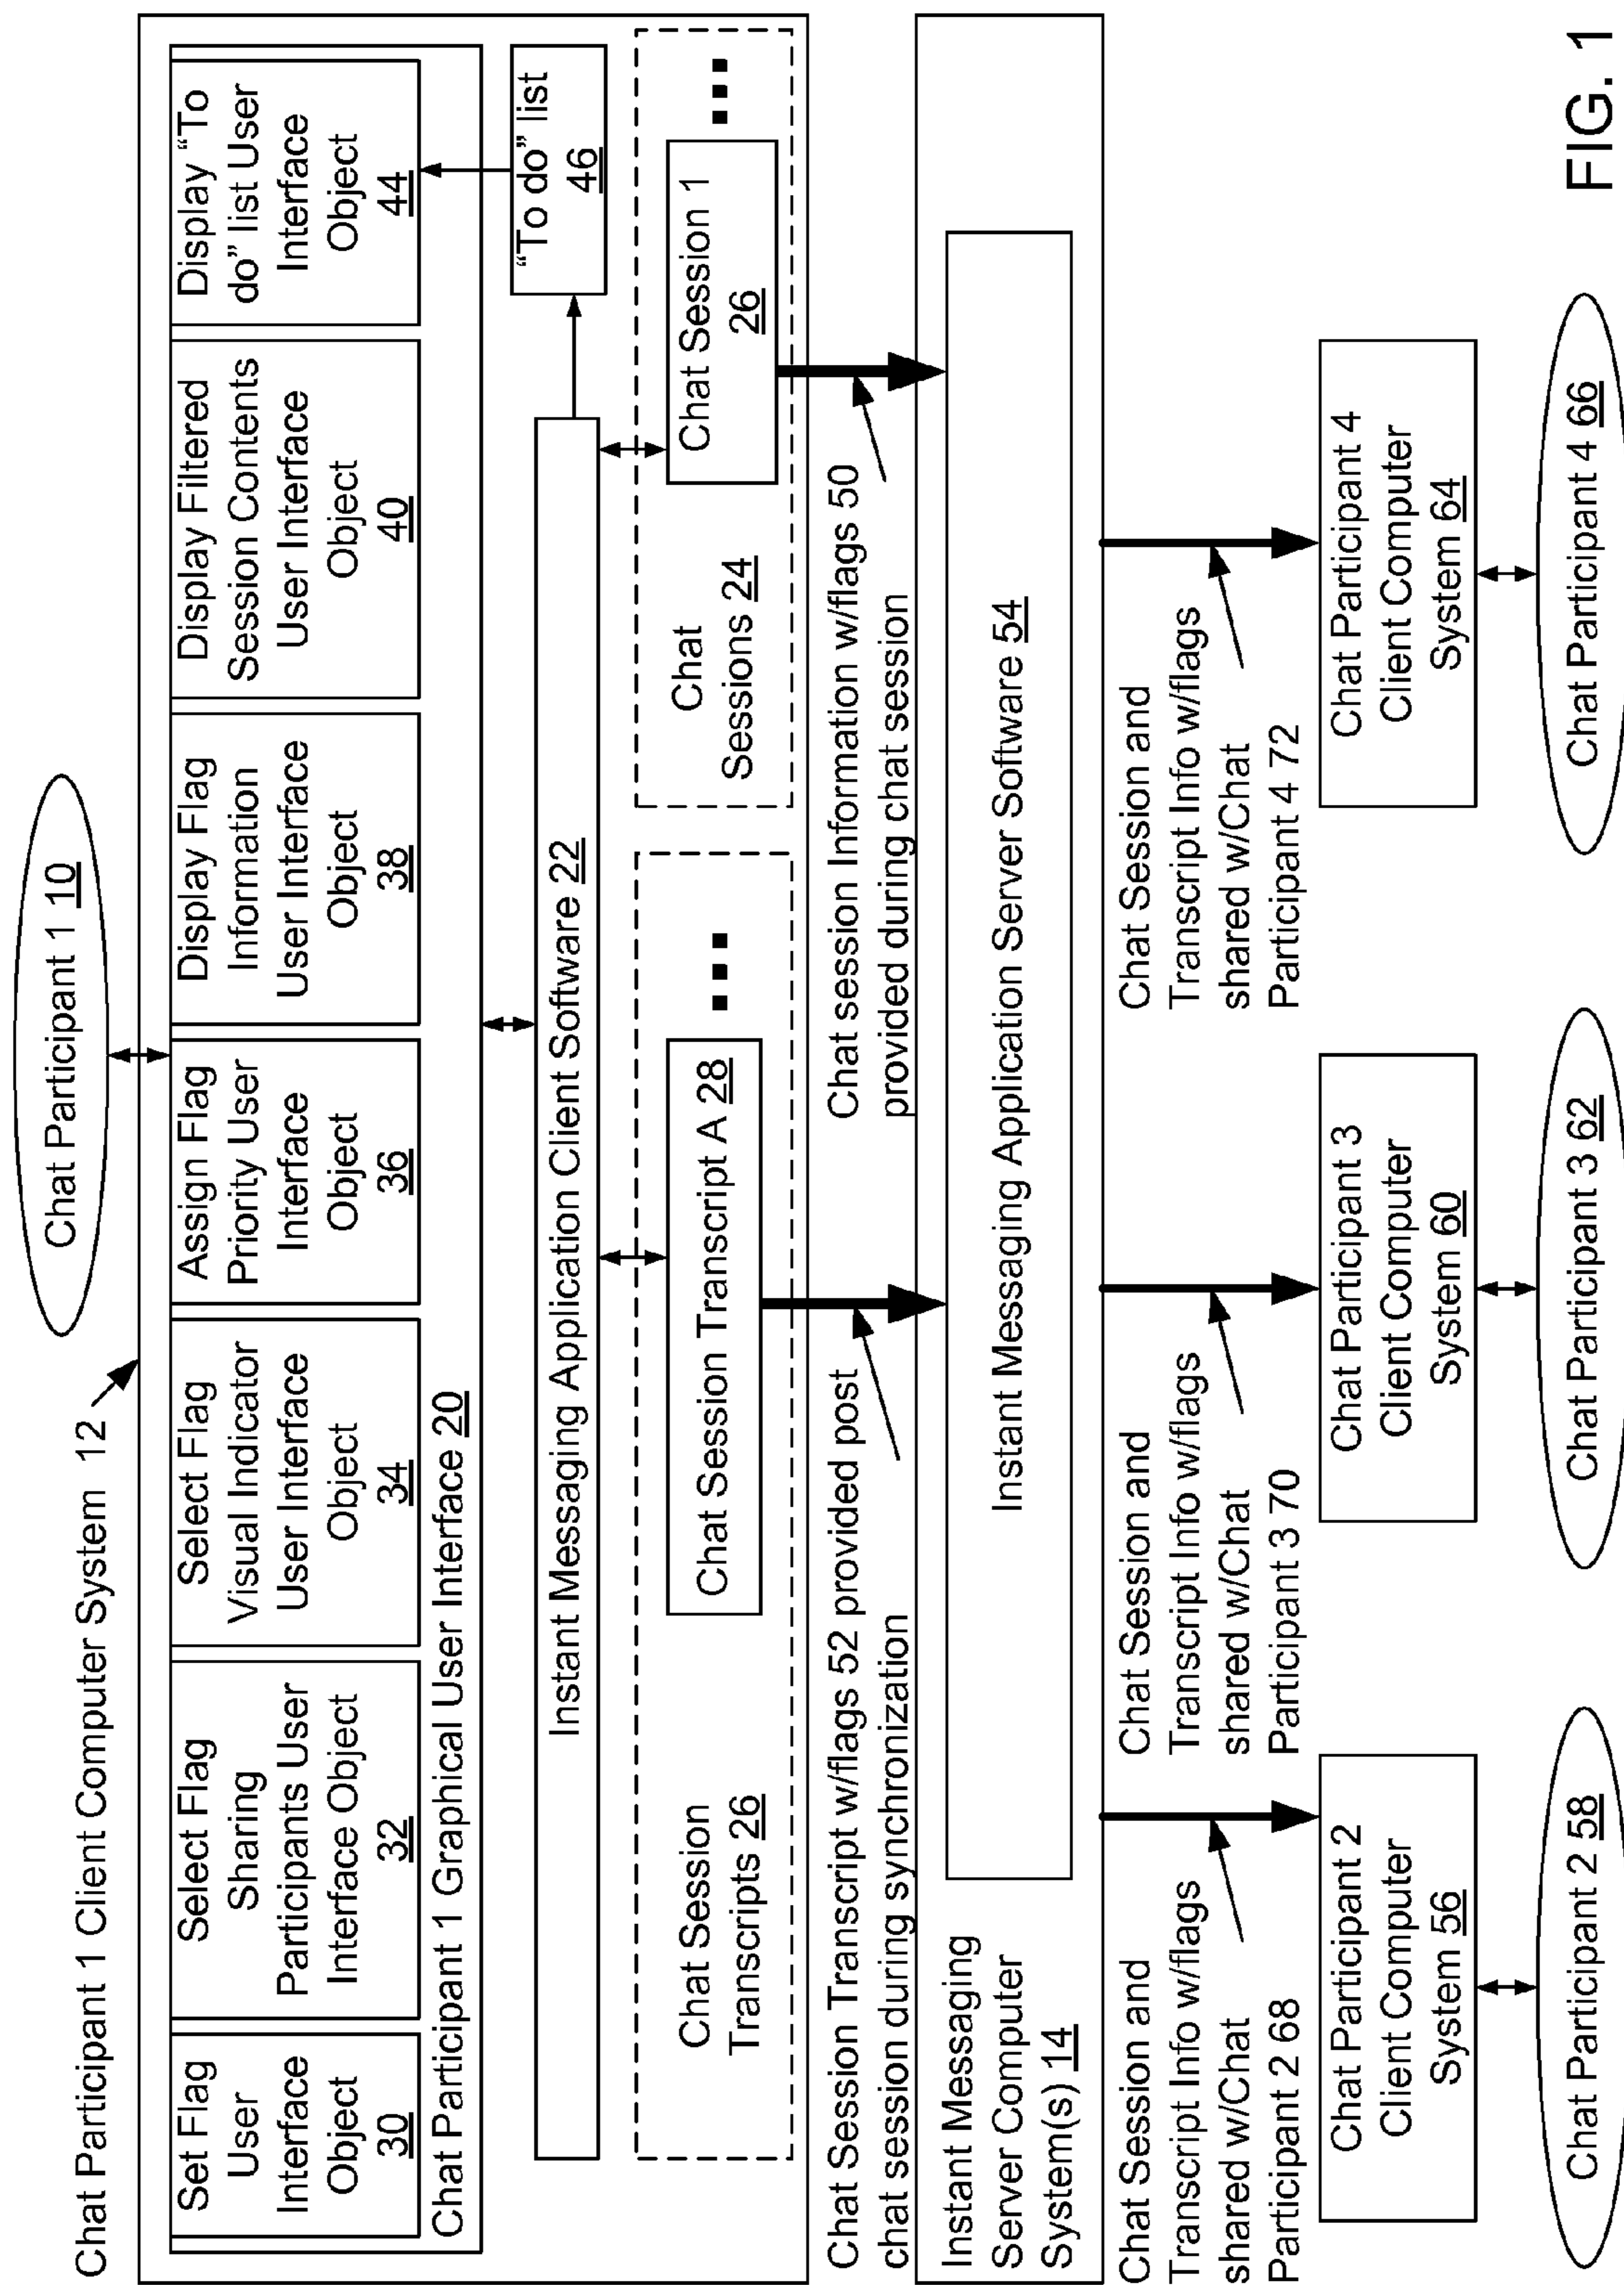 Chat Participant 1 10
Chat Participant 1 Client Computer System 12
Set Flag
User
Interface
Object
30
Select Flag
Sharing
Participants User
Interface Object
32
Select Flag
Visual Indicator
User Interface
Object
34
Assign Flag
Priority User
Interface
Object
36
Display Flag
Information
User Interface
Object
38
Display Filtered
Session Contents
User Interface
Object
40
Display “To
do” list User
Interface
Object
44
Chat Participant 1 Graphical User Interface 20
Instant Messaging Application Client Software 22
“To do” list
46
Chat Session
Transcripts 26
Chat Session Transcript A 28
...
Chat
Sessions 24
Chat Session 1
26
...
Chat Session Transcript w/flags 52 provided post
chat session during synchronization
Chat session Information w/flags 50
provided during chat session
Instant Messaging
Server Computer
System(s) 14
Instant Messaging Application Server Software 54
Chat Session and
Transcript Info w/flags
shared w/Chat
Participant 2 68
Chat Session and
Transcript Info w/flags
shared w/Chat
Participant 3 70
Chat Session and
Transcript Info w/flags
shared w/Chat
Participant 4 72
Chat Participant 2
Client Computer
System 56
Chat Participant 3
Client Computer
System 60
Chat Participant 4
Client Computer
System 64
Chat Participant 2 58
Chat Participant 3 62
Chat Participant 4 66
FIG. 1